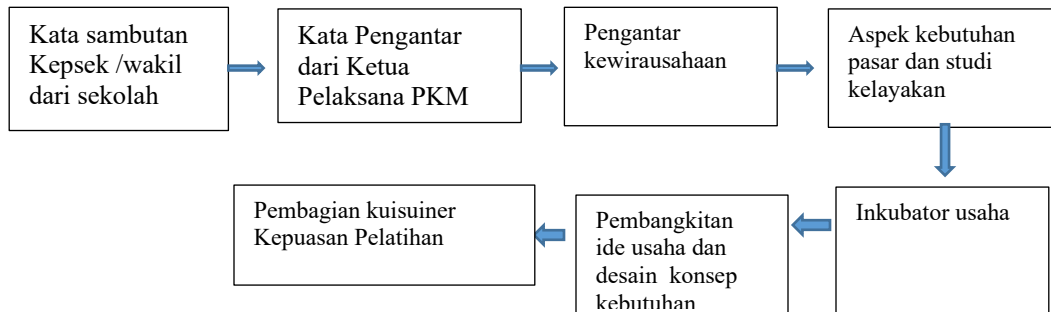 Kata sambutan
Kepsek /wakil
dari sekolah
Kata Pengantar
dari Ketua
Pelaksana PKM
Pengantar
kewirausahaan
Aspek kebutuhan
pasar dan studi
kelayakan
Inkubator usaha
Pembangkitan
ide usaha dan
desain konsep
kebutuhan
Pembagian kuisuiner
Kepuasan Pelatihan